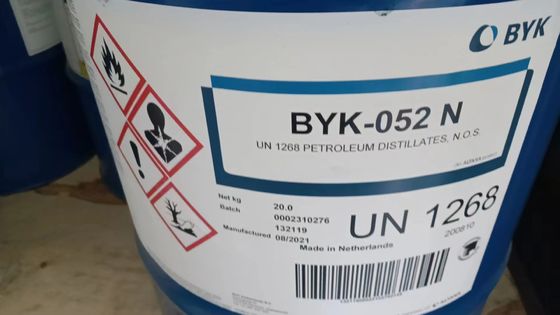 BYK
BYK-052 N
UN 1268 PETROLEUM DISTILLATES, N.O.S.
Net kg 20.0
Batch 0002310276
132119
Manufactured 08/2021
Made in Netherlands
UN 1268
200810